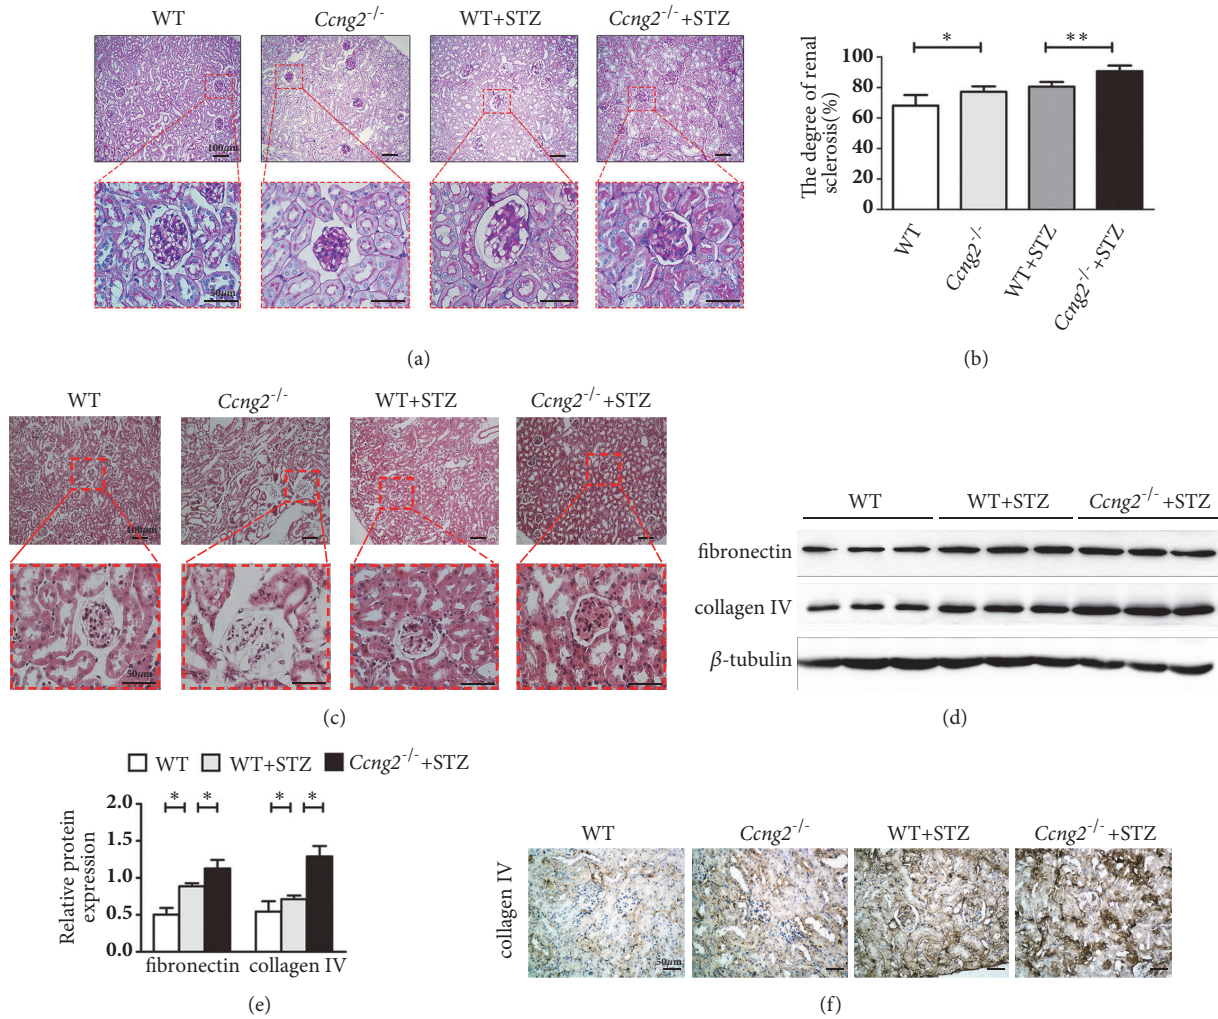 WT Ccng2-/- WT+STZ Ccng2-/-+STZ
100μm
50μm
(a)
The degree of renal
sclerosis(%)
100
80
60
40
20
0
* **
WT Ccng2-/- WT+STZ Ccng2-/-+STZ
(b)
WT Ccng2-/- WT+STZ Ccng2-/-+STZ
100μm
50μm
(c)
WT WT+STZ Ccng2-/-+STZ
fibronectin
collagen IV
β-tubulin
(d)
WT WT+STZ Ccng2-/-+STZ
Relative protein
expression
2.0
1.5
1.0
0.5
0.0
* * * *
fibronectin collagen IV
(e)
WT Ccng2-/- WT+STZ Ccng2-/-+STZ
collagen IV
50μm
(f)